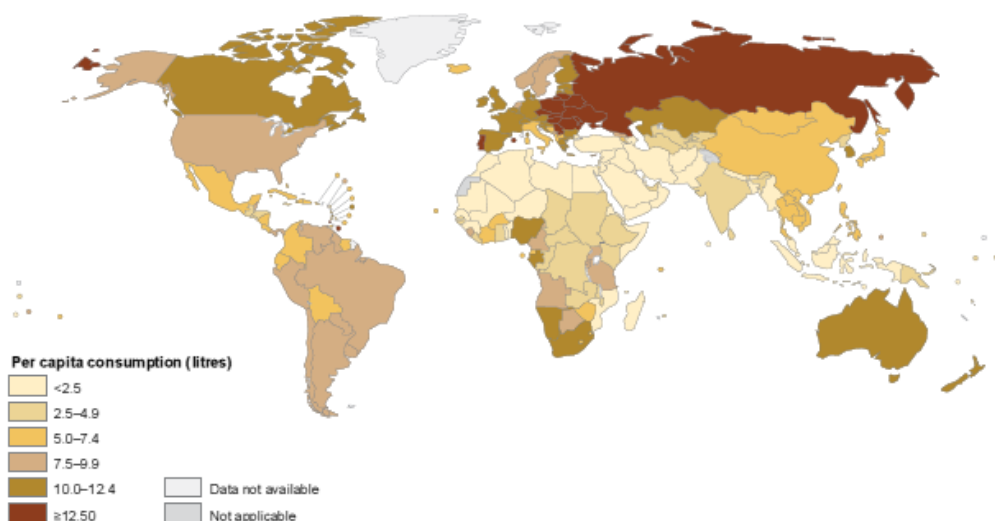 Per capita consumption (litres)
<2.5
2.5–4.9
5.0–7.4
7.5–9.9
10.0–12.4
≥12.50
Data not available
Not applicable